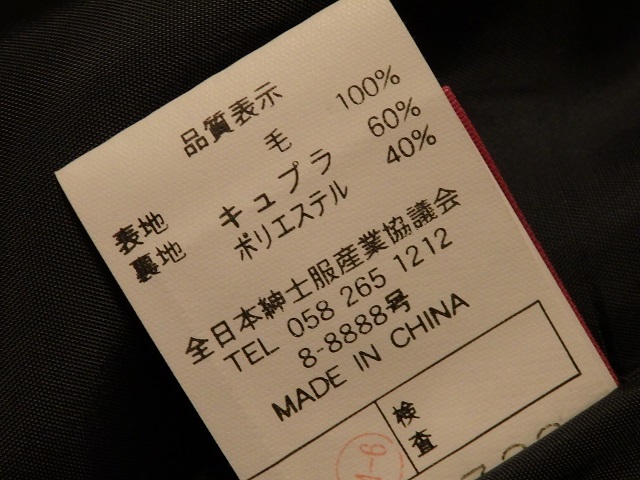 品質表示
表地 毛 100%
裏地 キュプラ 60%
ポリエステル 40%
全日本紳士服産業協議会
TEL 058 265 1212
8-8888号
MADE IN CHINA
検査